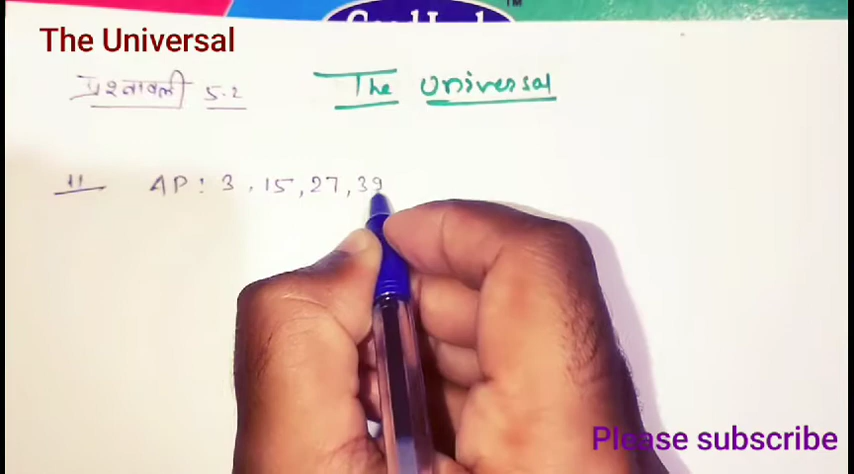 The Universal
प्रश्नावली 5.2 The Universal
11 AP : 3 , 15 , 27 , 39
Please subscribe